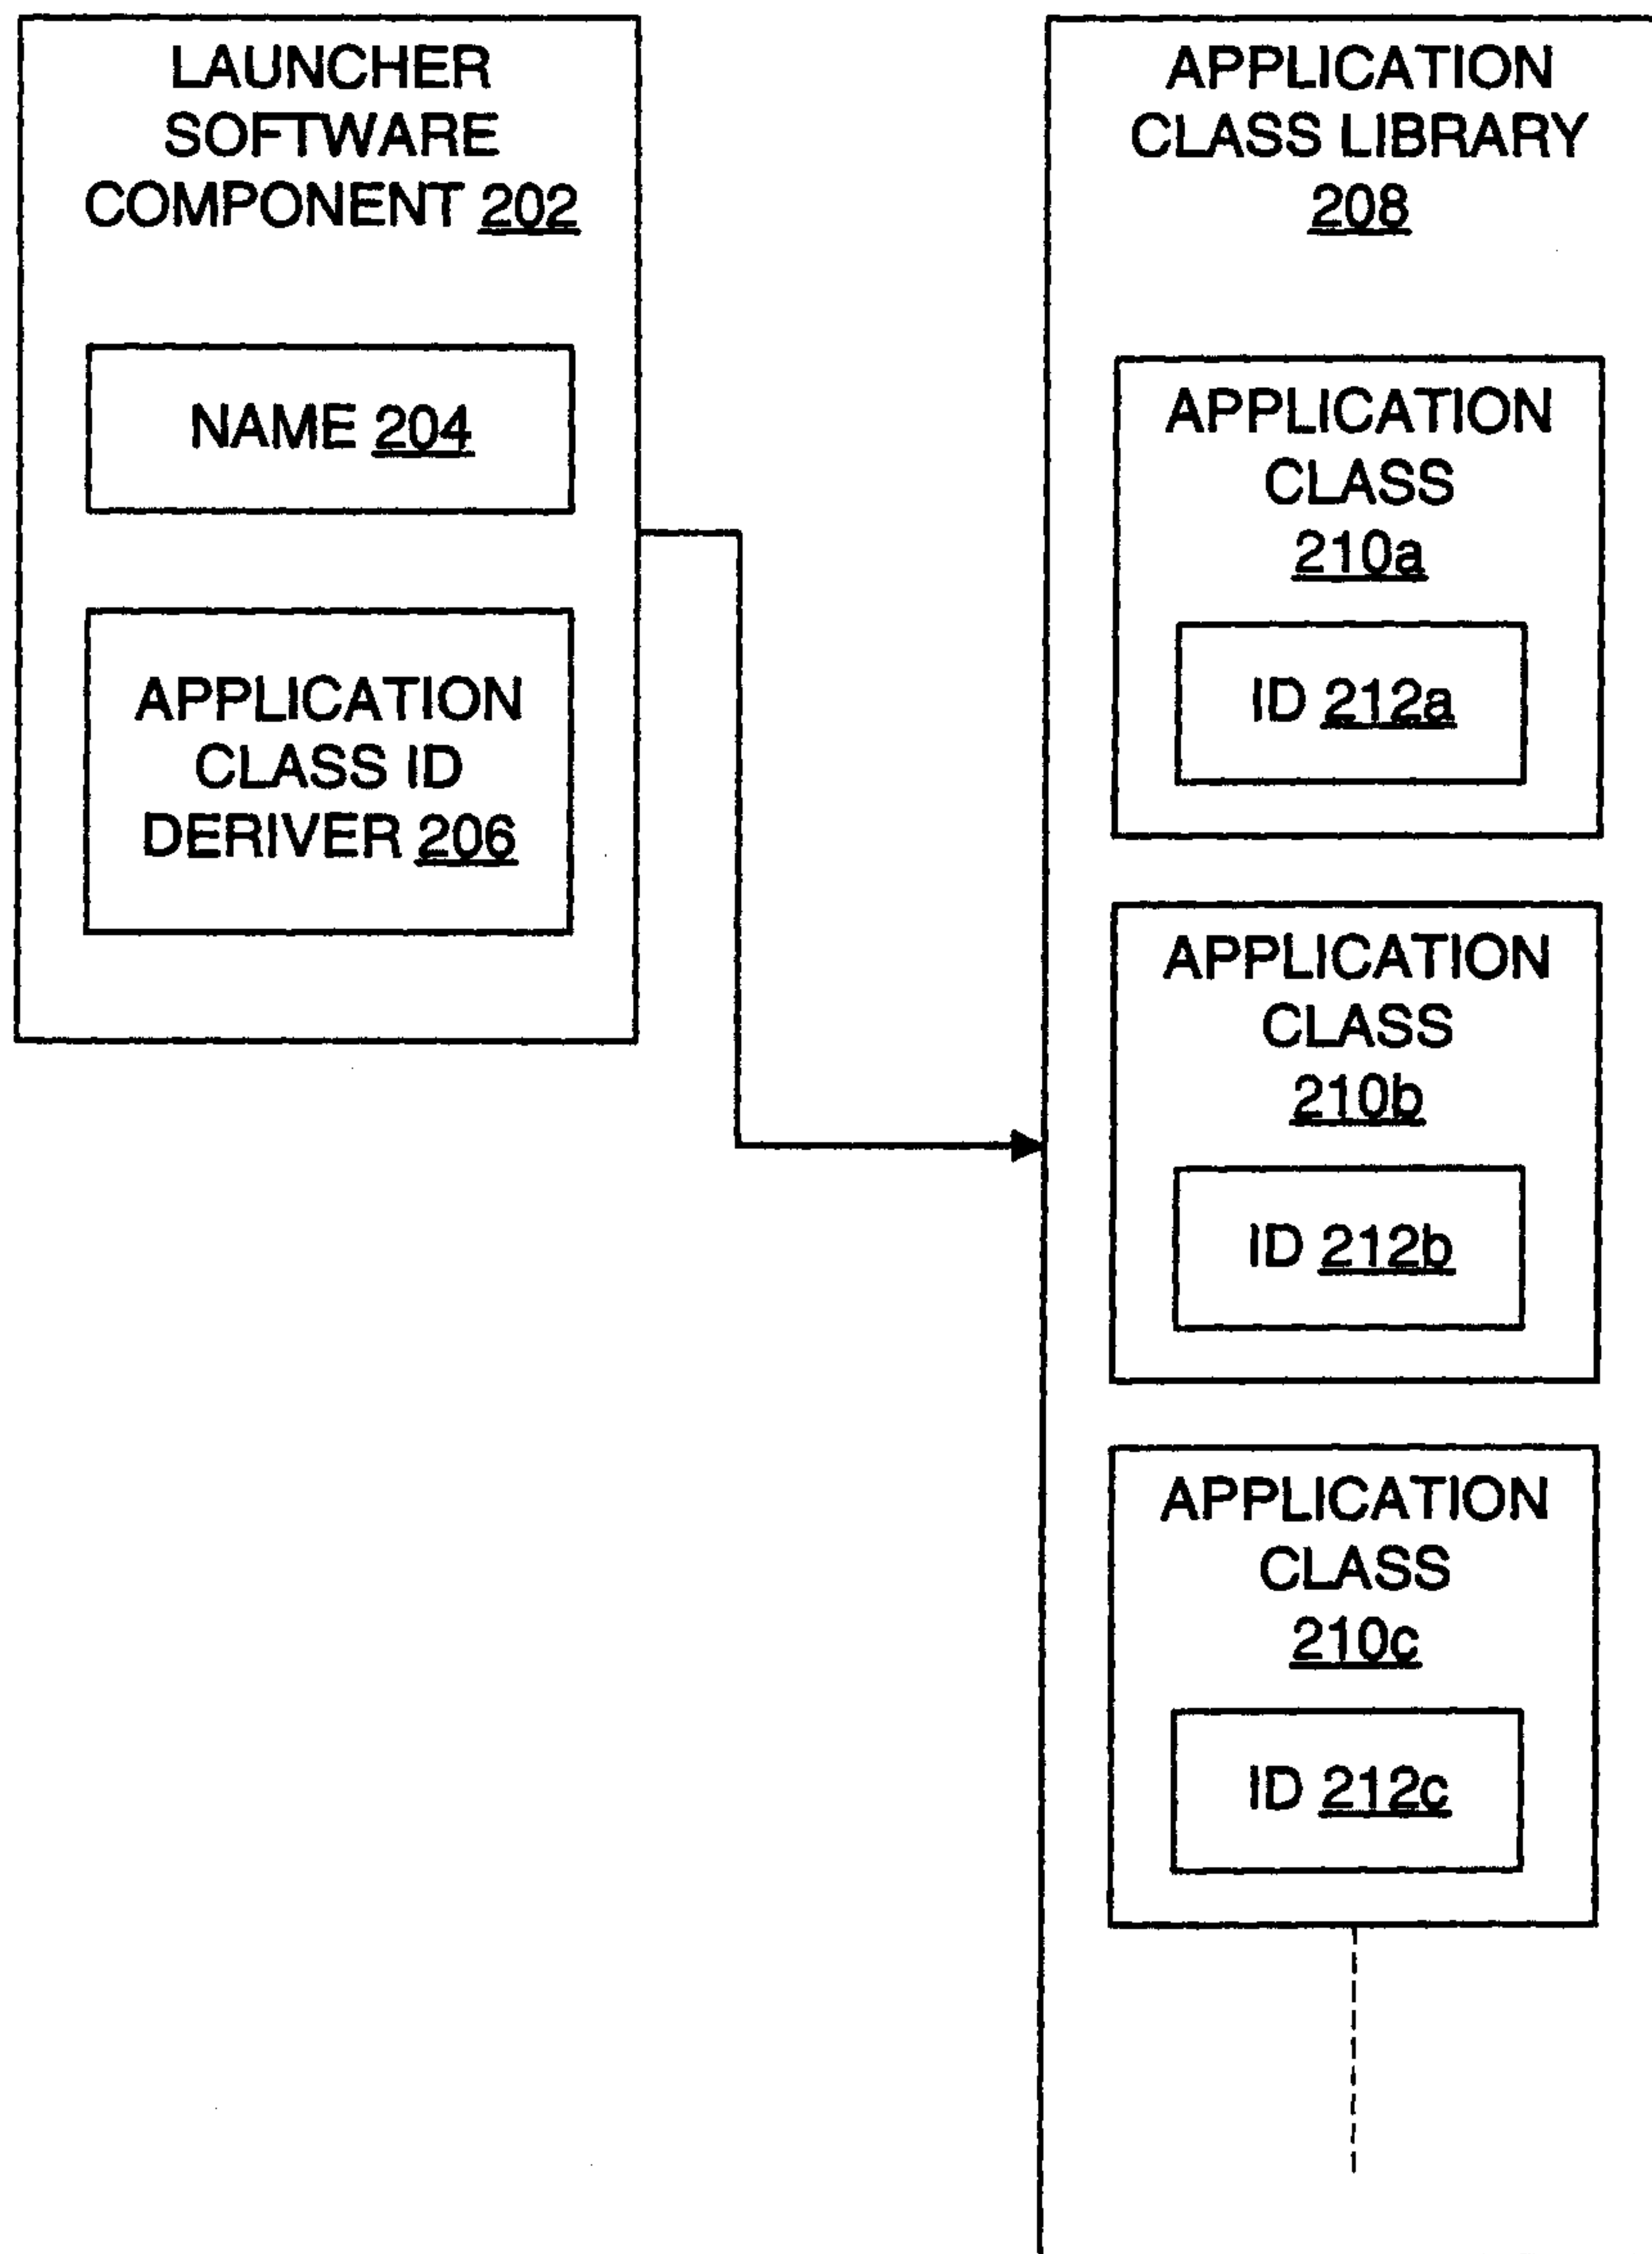 LAUNCHER
SOFTWARE
COMPONENT 202
NAME 204
APPLICATION
CLASS ID
DERIVER 206
APPLICATION
CLASS LIBRARY
208
APPLICATION
CLASS
210a
ID 212a
APPLICATION
CLASS
210b
ID 212b
APPLICATION
CLASS
210c
ID 212c